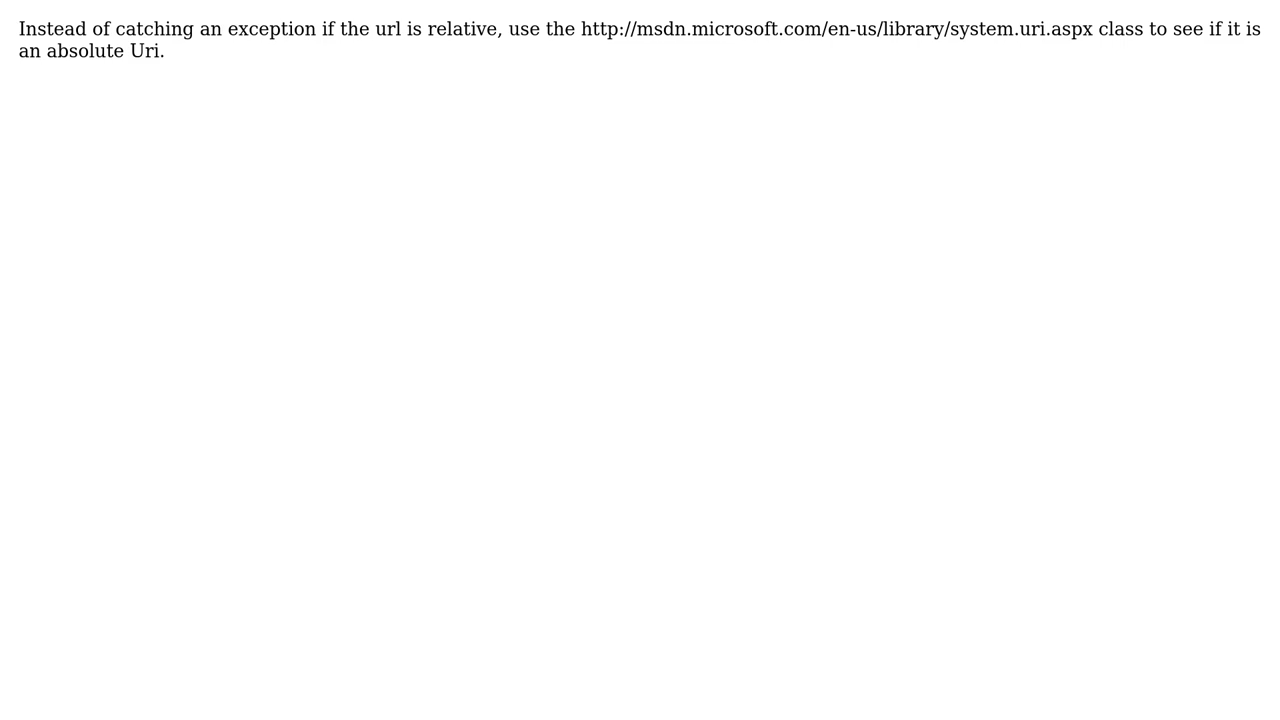 Instead of catching an exception if the url is relative, use the http://msdn.microsoft.com/en-us/library/system.uri.aspx class to see if it is
an absolute Uri.